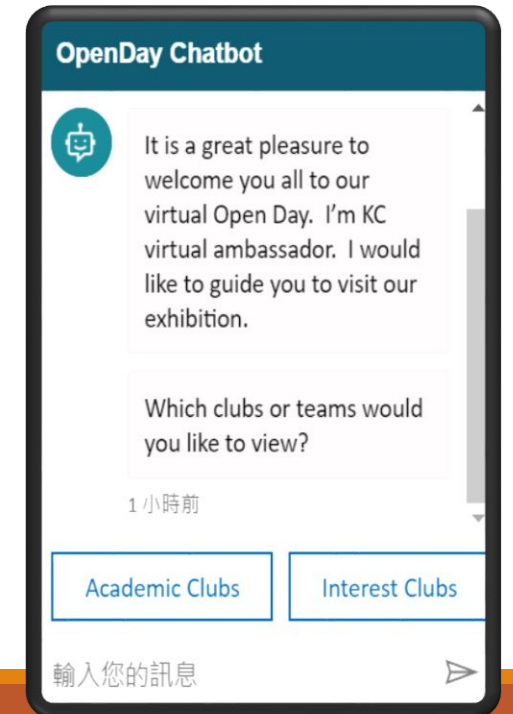 OpenDay Chatbot
It is a great pleasure to
welcome you all to our
virtual Open Day. I'm KC
virtual ambassador. I would
like to guide you to visit our
exhibition.
Which clubs or teams would
you like to view?
1 小時前
Academic Clubs
Interest Clubs
輸入您的訊息